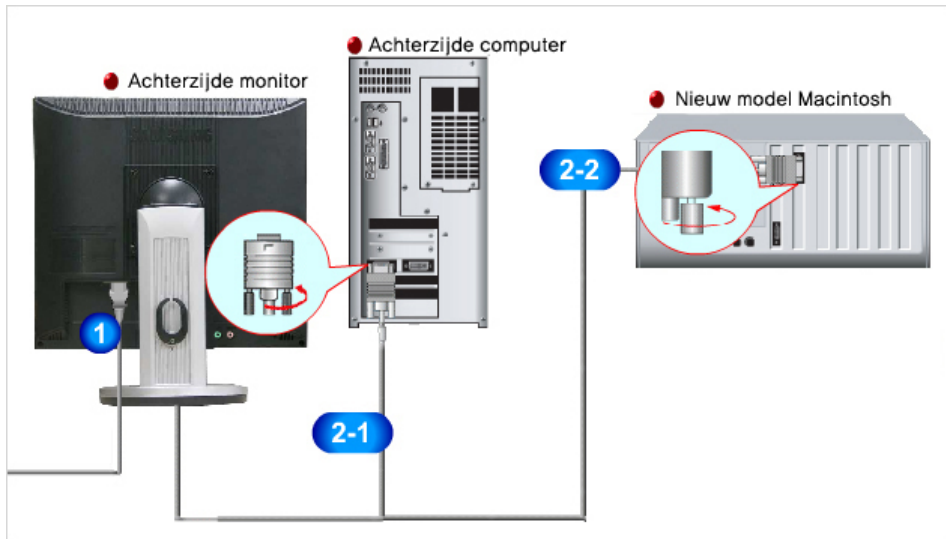 Achterzijde computer
Achterzijde monitor
Nieuw model Macintosh
2-2
1
2-1